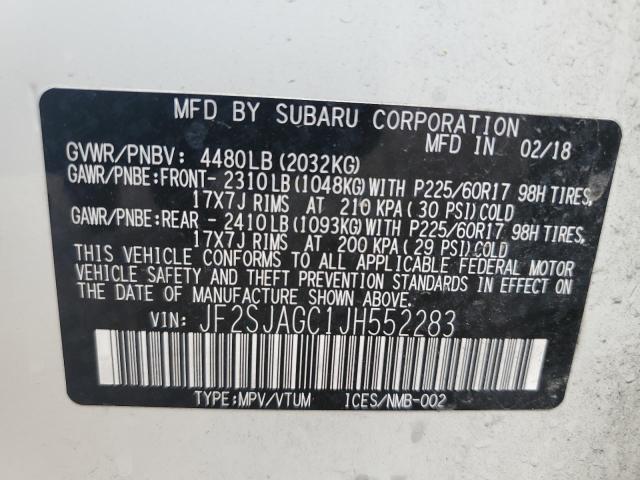 MFD BY SUBARU CORPORATION
MFD IN 02/18
GVWR/PNBV: 4480LB (2032KG)
GAWR/PNBE: FRONT- 2310 LB (1048KG) WITH P225/60R17 98H TIRES,
17X7J RIMS AT 210 KPA (30 PSI) COLD
GAWR/PNBE: REAR - 2410 LB (1093KG) WITH P225/60R17 98H TIRES,
17X7J RIMS AT 200 KPA (29 PSI) COLD
THIS VEHICLE CONFORMS TO ALL APPLICABLE FEDERAL MOTOR
VEHICLE SAFETY AND THEFT PREVENTION STANDARDS IN EFFECT ON
THE DATE OF MANUFACTURE SHOWN ABOVE.
VIN: JF2SJAGC1JH552283
TYPE: MPV/VTUM ICES/NMB-002